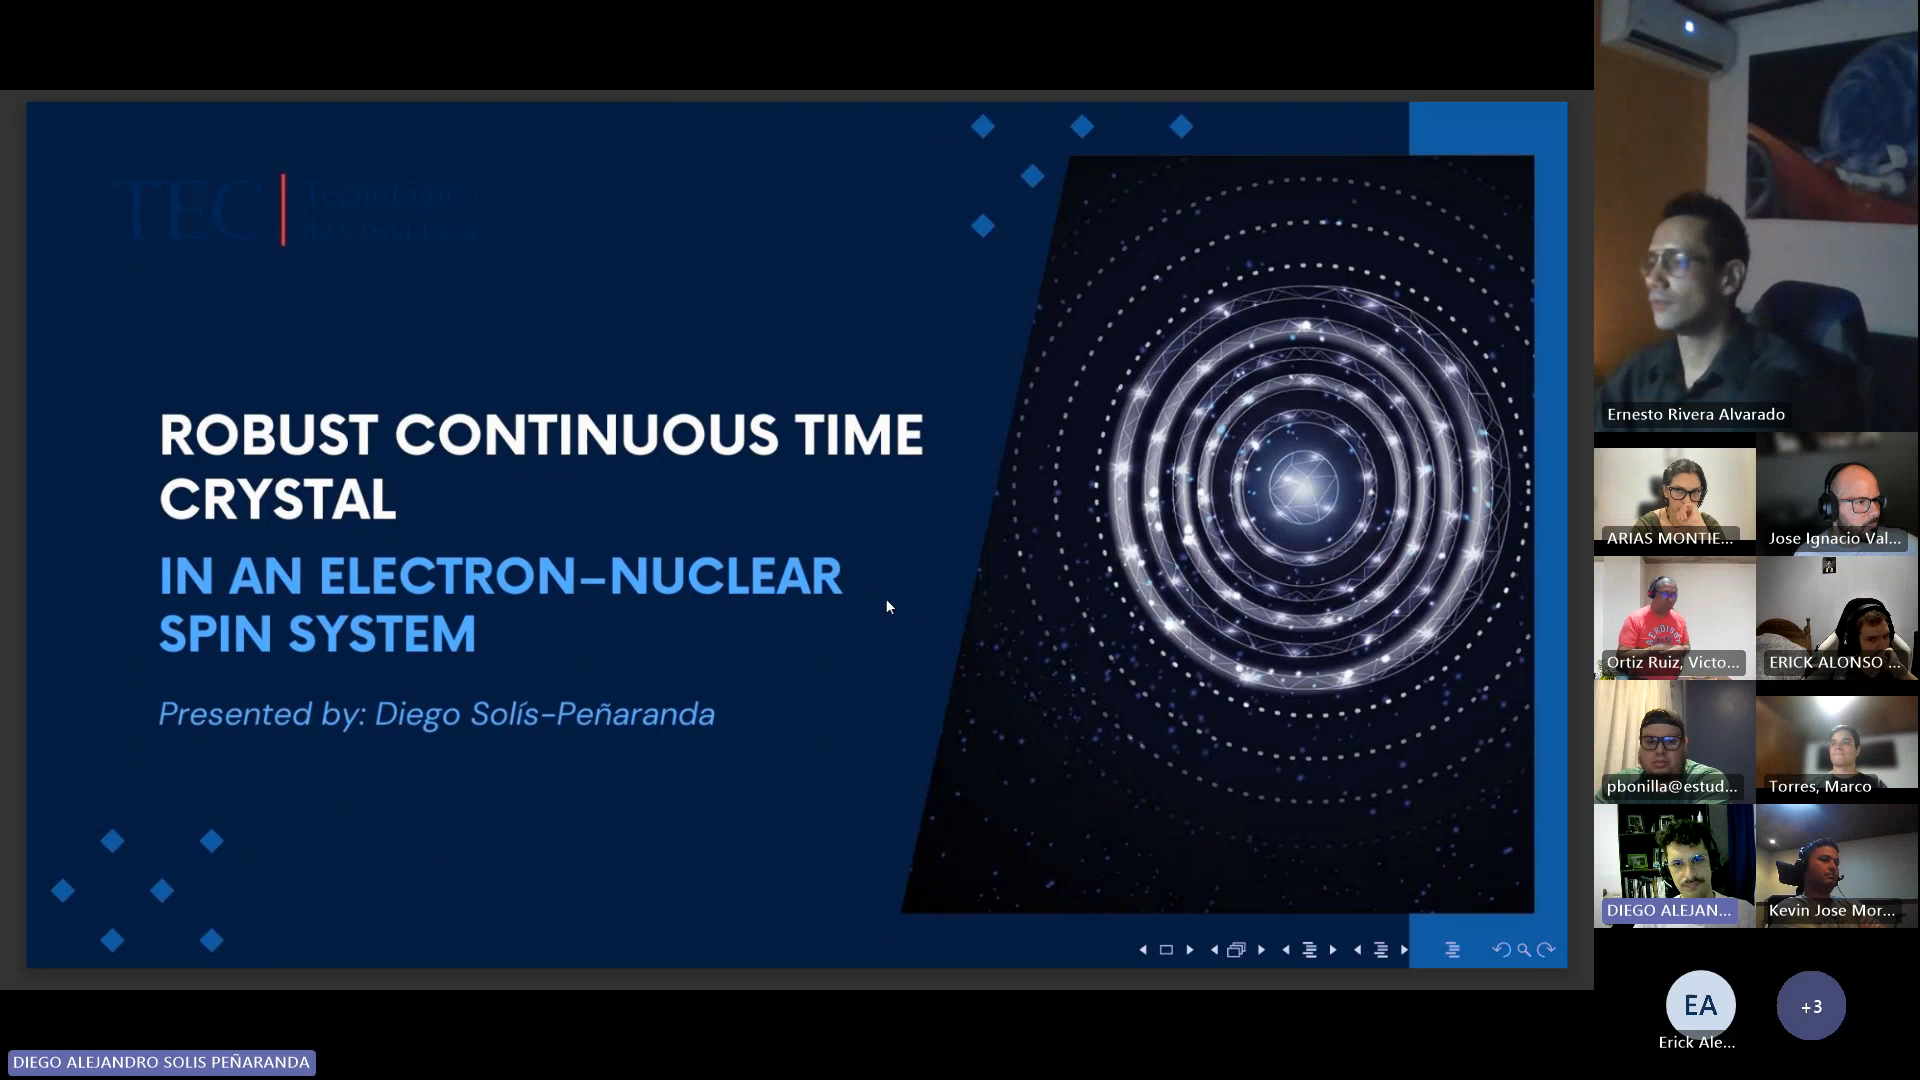 TEC
ROBUST CONTINUOUS TIME
CRYSTAL
IN AN ELECTRON–NUCLEAR
SPIN SYSTEM
Presented by: Diego Solís-Peñaranda
Ernesto Rivera Alvarado
ARIAS MONTIE...
Jose Ignacio Val...
Ortiz Ruiz, Victo...
ERICK ALONSO ...
pbonilla@estud...
Torres, Marco
DIEGO ALEJAN...
Kevin Jose Mor...
EA
+3
Erick Ale...
DIEGO ALEJANDRO SOLIS PEÑARANDA